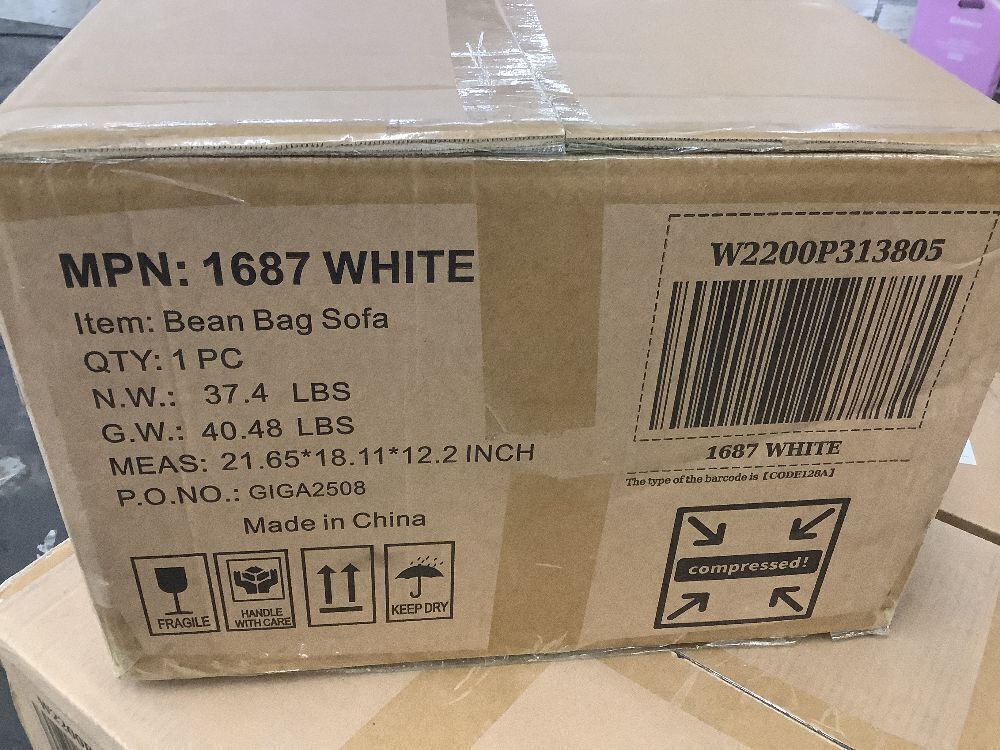 MPN: 1687 WHITE
Item: Bean Bag Sofa
QTY: 1 PC
N.W.: 37.4 LBS
G.W.: 40.48 LBS
MEAS: 21.65*18.11*12.2 INCH
P.O.NO.: GIGA2508
Made in China
FRAGILE
HANDLE
WITH CARE
KEEP DRY
W2200P313805
1687 WHITE
The type of the barcode is [CODE128A]
compressed!